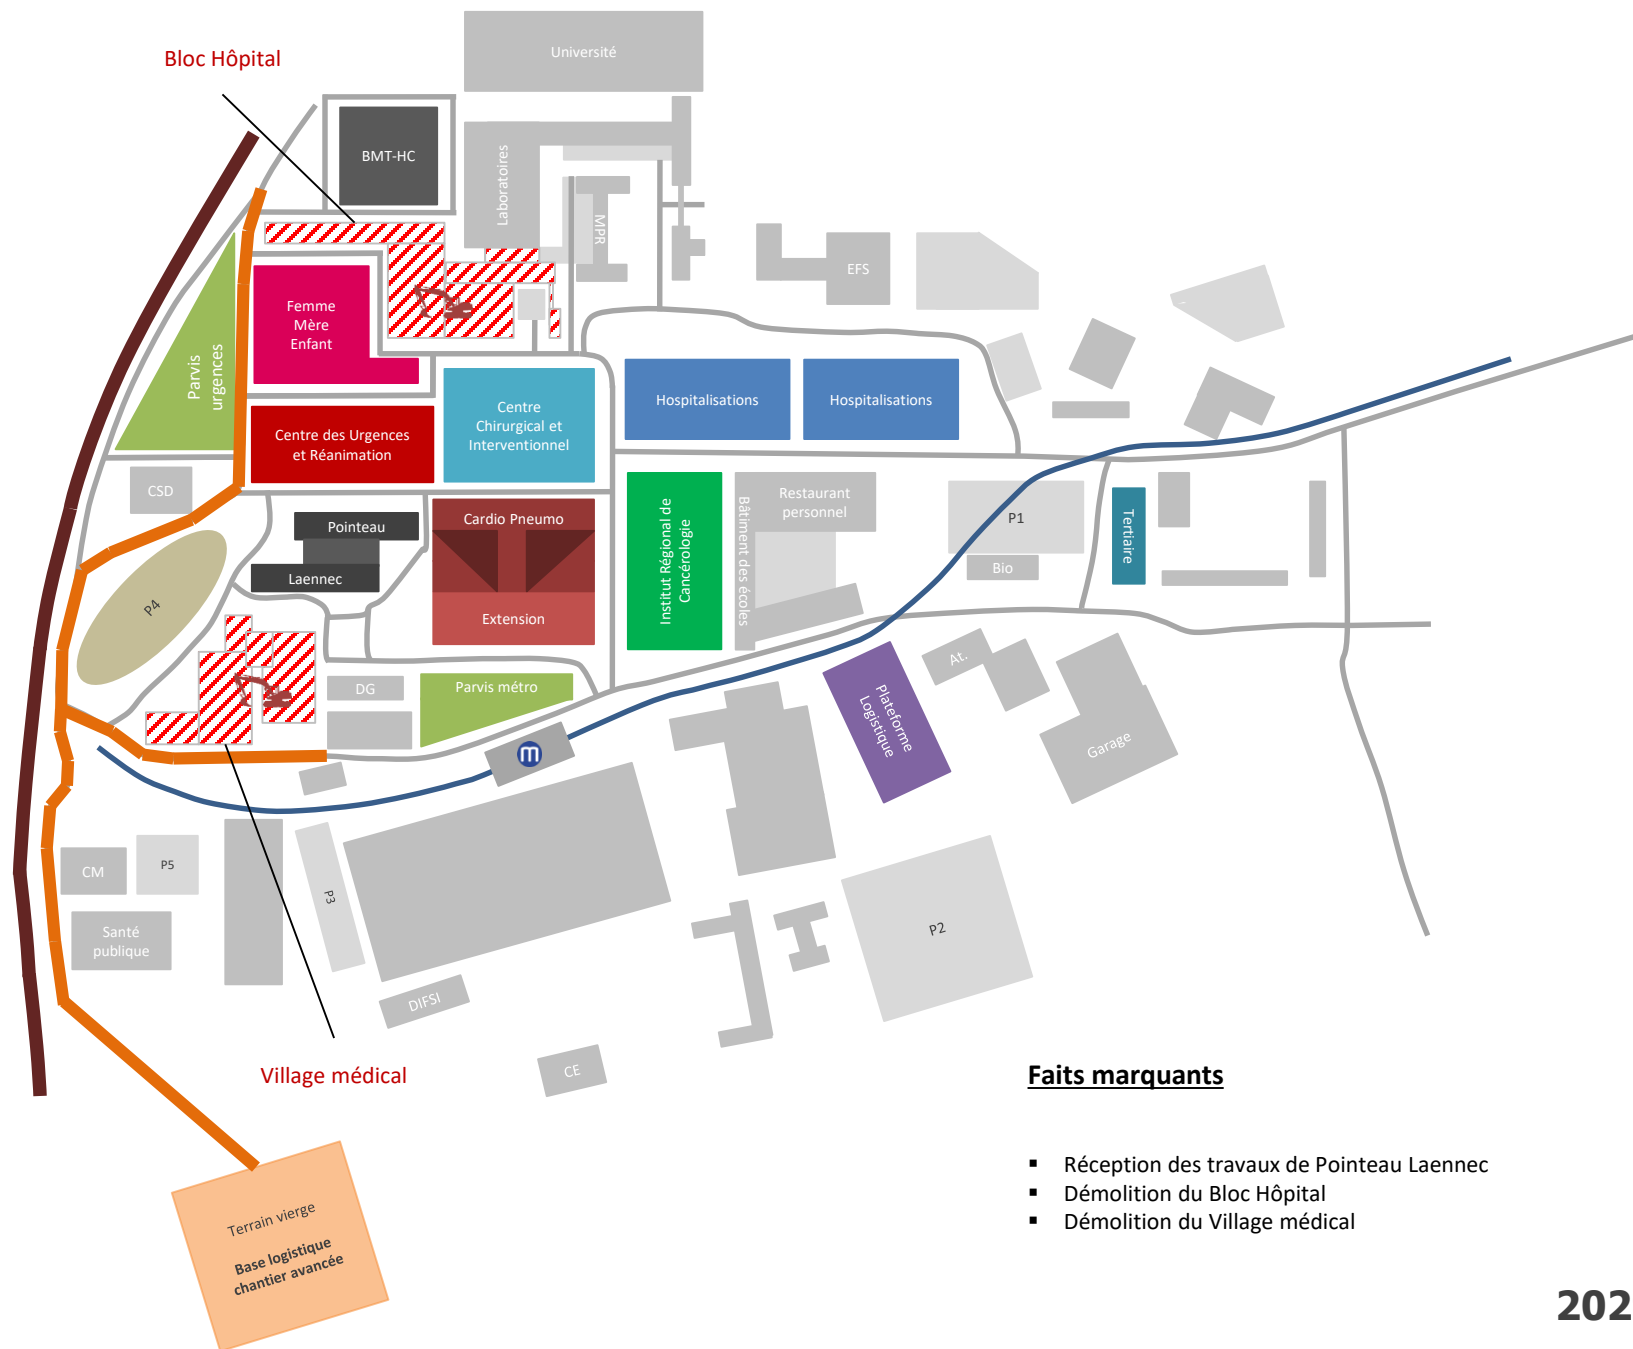 Université
Bloc Hôpital
BMT-HC
Laboratoires
MPR
EFS
Femme
Mère
Enfant
Parvis
urgences
Centre
Chirurgical et
Interventionnel
Hospitalisations
Hospitalisations
Centre des Urgences
et Réanimation
CSD
Pointeau
Laennec
Cardio Pneumo
Extension
Institut Régional de
Cancérologie
Bâtiment des écoles
Restaurant
personnel
P1
Bio
Tertiaire
P4
DG
Parvis métro
m
At.
Plateforme
Logistique
Garage
CM
P5
P3
Santé
publique
P2
DIFSI
CE
Village médical
Terrain vierge
Base logistique
chantier avancée
Faits marquants
▪ Réception des travaux de Pointeau Laennec
▪ Démolition du Bloc Hôpital
▪ Démolition du Village médical
202